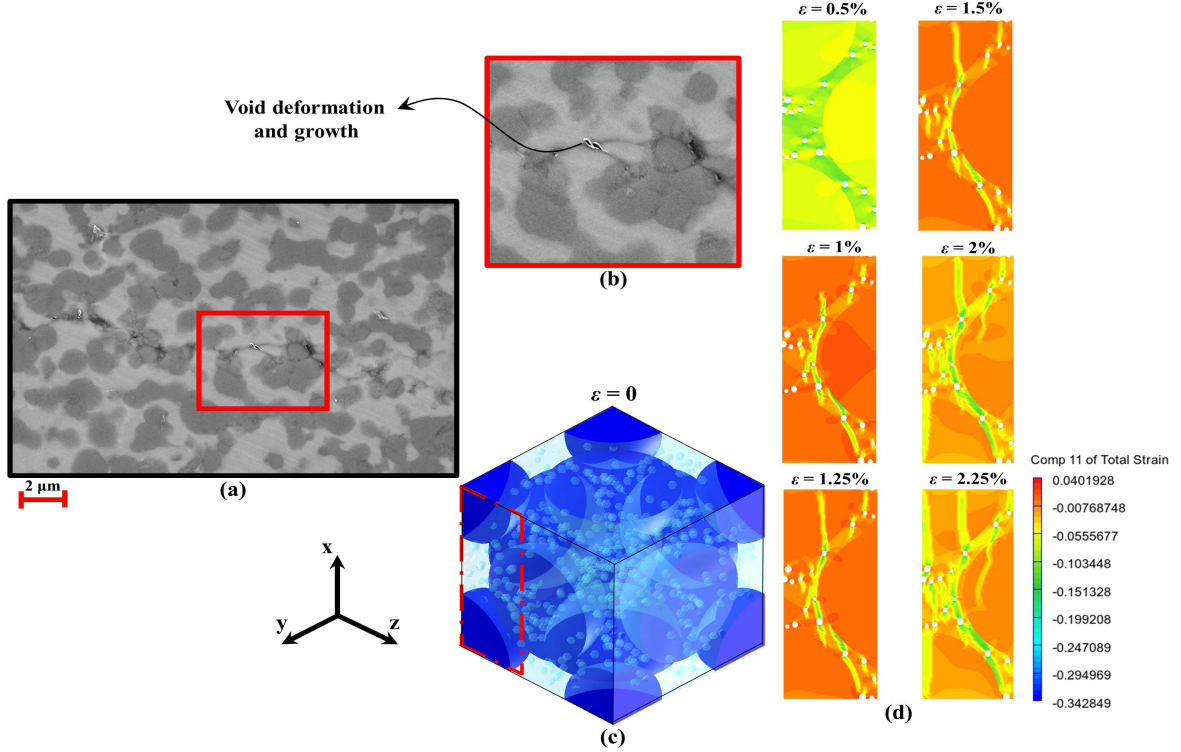 Void deformation
and growth
(b)
2 µm
(a)
ε = 0
x
y
z
(c)
ε = 0.5%
ε = 1.5%
ε = 1%
ε = 2%
ε = 1.25%
ε = 2.25%
(d)
Comp 11 of Total Strain
0.0401928
-0.00768748
-0.0555677
-0.103448
-0.151328
-0.199208
-0.247089
-0.294969
-0.342849